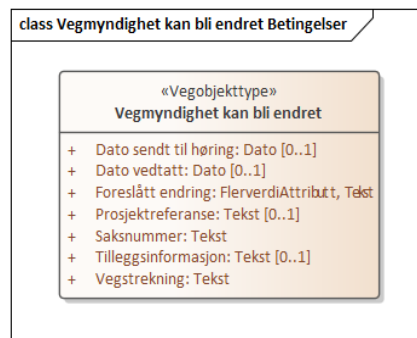 class Vegmyndighet kan bli endret Betingelser
«Vegobjekttype»
Vegmyndighet kan bli endret
+ Dato sendt til høring: Dato [0..1]
+ Dato vedtatt: Dato [0..1]
+ Foreslått endring: FlerverdiAttributt, Tekst
+ Prosjektreferanse: Tekst [0..1]
+ Saksnummer: Tekst
+ Tilleggsinformasjon: Tekst [0..1]
+ Vegstrekning: Tekst